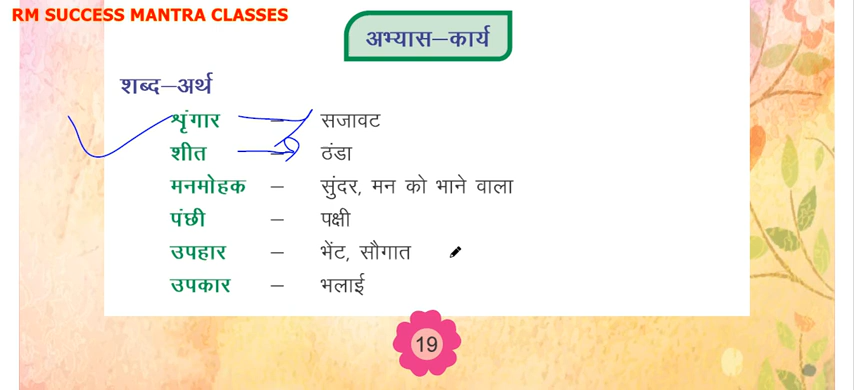 RM SUCCESS MANTRA CLASSES
अभ्यास–कार्य
शब्द–अर्थ
शृंगार – सजावट
शीत – ठंडा
मनमोहक – सुंदर, मन को भाने वाला
पंछी – पक्षी
उपहार – भेंट, सौगात
उपकार – भलाई
19